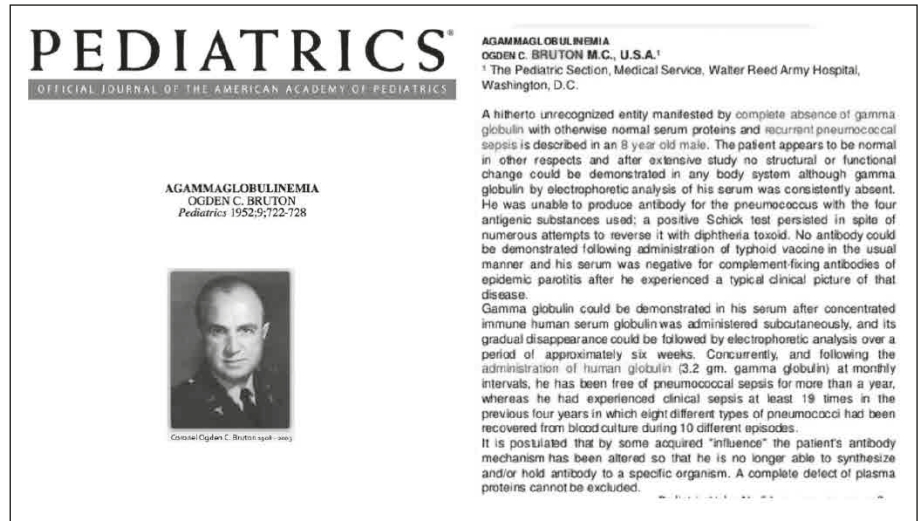 PEDIATRICS®
OFFICIAL JOURNAL OF THE AMERICAN ACADEMY OF PEDIATRICS
AGAMMAGLOBULINEMIA
OGDEN C. BRUTON
Pediatrics 1952;9;722-728
Coronel Ogden C. Bruton 1908 - 2003
AGAMMAGLOBULINEMIA
OGDEN C. BRUTON M.C., U.S.A.¹
¹ The Pediatric Section, Medical Service, Walter Reed Army Hospital,
Washington, D.C.
A hitherto unrecognized entity manifested by complete absence of gamma
globulin with otherwise normal serum proteins and recurrent pneumococcal
sepsis is described in an 8 year old male. The patient appears to be normal
in other respects and after extensive study no structural or functional
change could be demonstrated in any body system although gamma
globulin by electrophoretic analysis of his serum was consistently absent.
He was unable to produce antibody for the pneumococcus with the four
antigenic substances used; a positive Schick test persisted in spite of
numerous attempts to reverse it with diphtheria toxoid. No antibody could
be demonstrated following administration of typhoid vaccine in the usual
manner and his serum was negative for complement-fixing antibodies of
epidemic parotitis after he experienced a typical clinical picture of that
disease.
Gamma globulin could be demonstrated in his serum after concentrated
immune human serum globulin was administered subcutaneously, and its
gradual disappearance could be followed by electrophoretic analysis over a
period of approximately six weeks. Concurrently, and following the
administration of human globulin (3.2 gm. gamma globulin) at monthly
intervals, he has been free of pneumococcal sepsis for more than a year,
whereas he had experienced clinical sepsis at least 19 times in the
previous four years in which eight different types of pneumococci had been
recovered from blood culture during 10 different episodes.
It is postulated that by some acquired "influence" the patient's antibody
mechanism has been altered so that he is no longer able to synthesize
and/or hold antibody to a specific organism. A complete defect of plasma
proteins cannot be excluded.